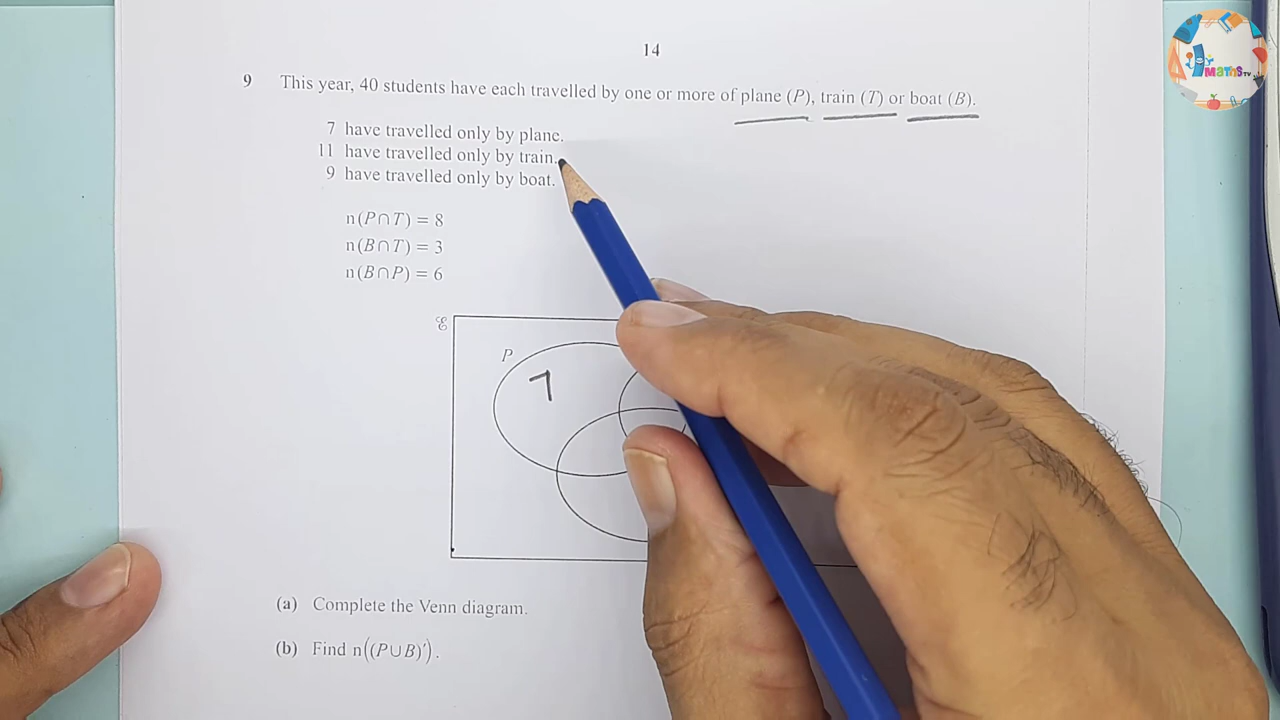 14
9 This year, 40 students have each travelled by one or more of plane (P), train (T) or boat (B).
7 have travelled only by plane.
11 have travelled only by train.
9 have travelled only by boat.
n(P∩T) = 8
n(B∩T) = 3
n(B∩P) = 6
ℰ
P
7
(a) Complete the Venn diagram.
(b) Find n((P∪B)′).
MATHS TV